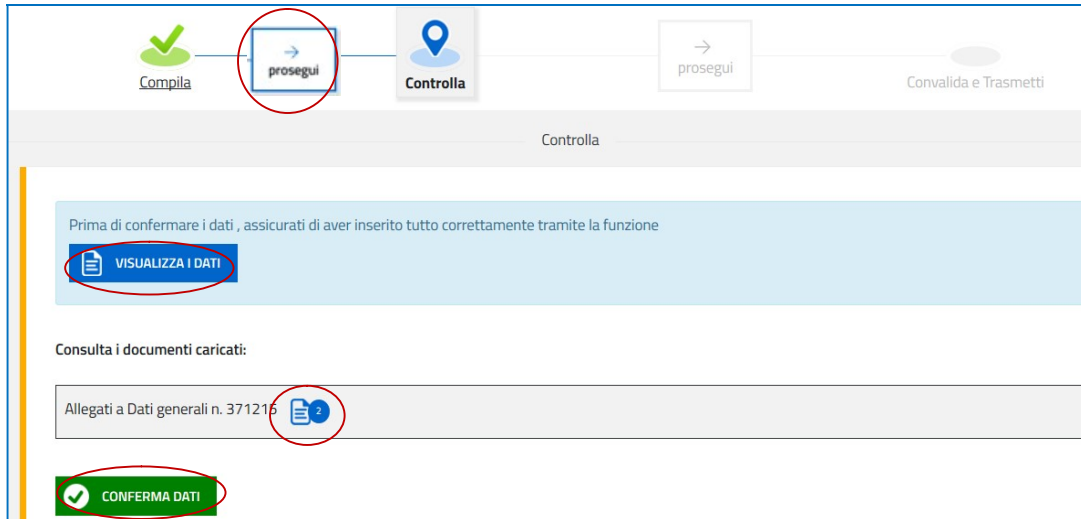 Compila
prosegui
Controlla
prosegui
Convalida e Trasmetti
Controlla
Prima di confermare i dati , assicurati di aver inserito tutto correttamente tramite la funzione
VISUALIZZA I DATI
Consulta i documenti caricati:
Allegati a Dati generali n. 371215 2
CONFERMA DATI